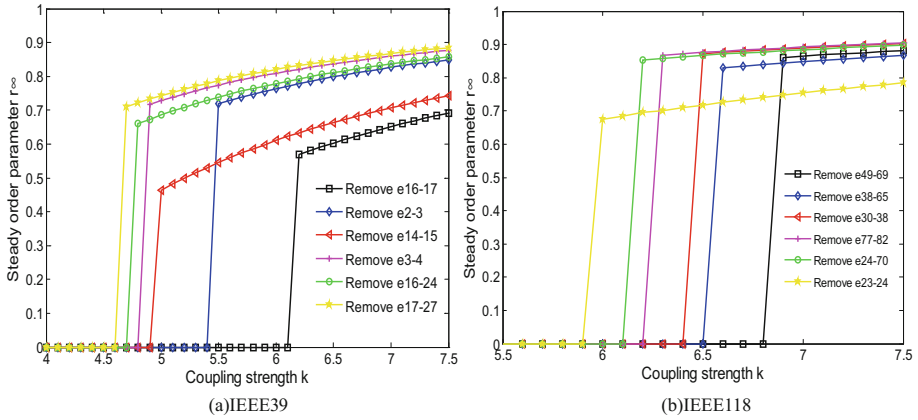 1
0.9
0.8
0.7
0.6
0.5
0.4
0.3
0.2
0.1
0
Steady order parameter r∞
4 4.5 5 5.5 6 6.5 7 7.5
Coupling strength k
Remove e16-17
Remove e2-3
Remove e14-15
Remove e3-4
Remove e16-24
Remove e17-27
(a)IEEE39
1
0.9
0.8
0.7
0.6
0.5
0.4
0.3
0.2
0.1
0
Steady order parameter r∞
5.5 6 6.5 7 7.5
Coupling strength k
Remove e49-69
Remove e38-65
Remove e30-38
Remove e77-82
Remove e24-70
Remove e23-24
(b)IEEE118